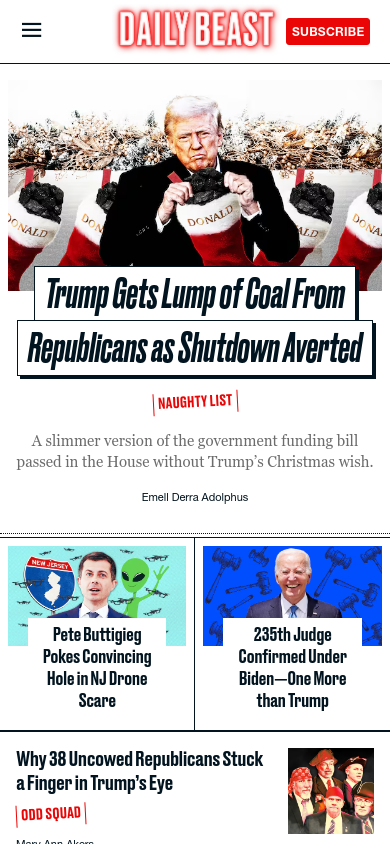 DAILY BEAST
SUBSCRIBE
DONALD
DONALD
DONALD
Trump Gets Lump of Coal From
Republicans as Shutdown Averted
NAUGHTY LIST
A slimmer version of the government funding bill
passed in the House without Trump’s Christmas wish.
Emell Derra Adolphus
NEW JERSEY
Pete Buttigieg
Pokes Convincing
Hole in NJ Drone
Scare
235th Judge
Confirmed Under
Biden—One More
than Trump
Why 38 Uncowed Republicans Stuck
a Finger in Trump’s Eye
ODD SQUAD
Mary Ann Akers